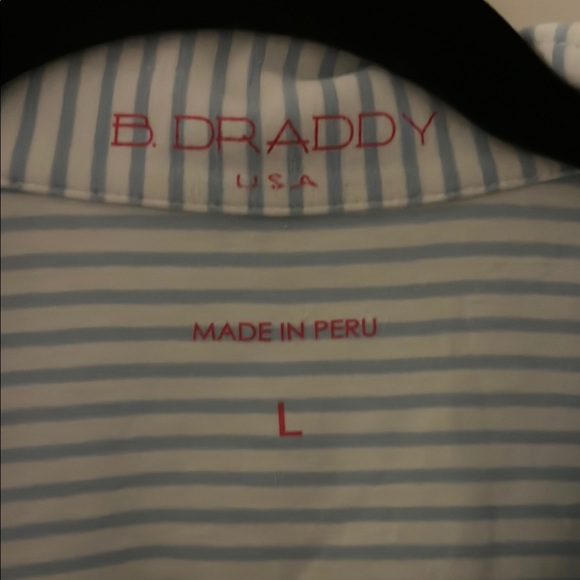 B. DRADDY
USA
MADE IN PERU
L